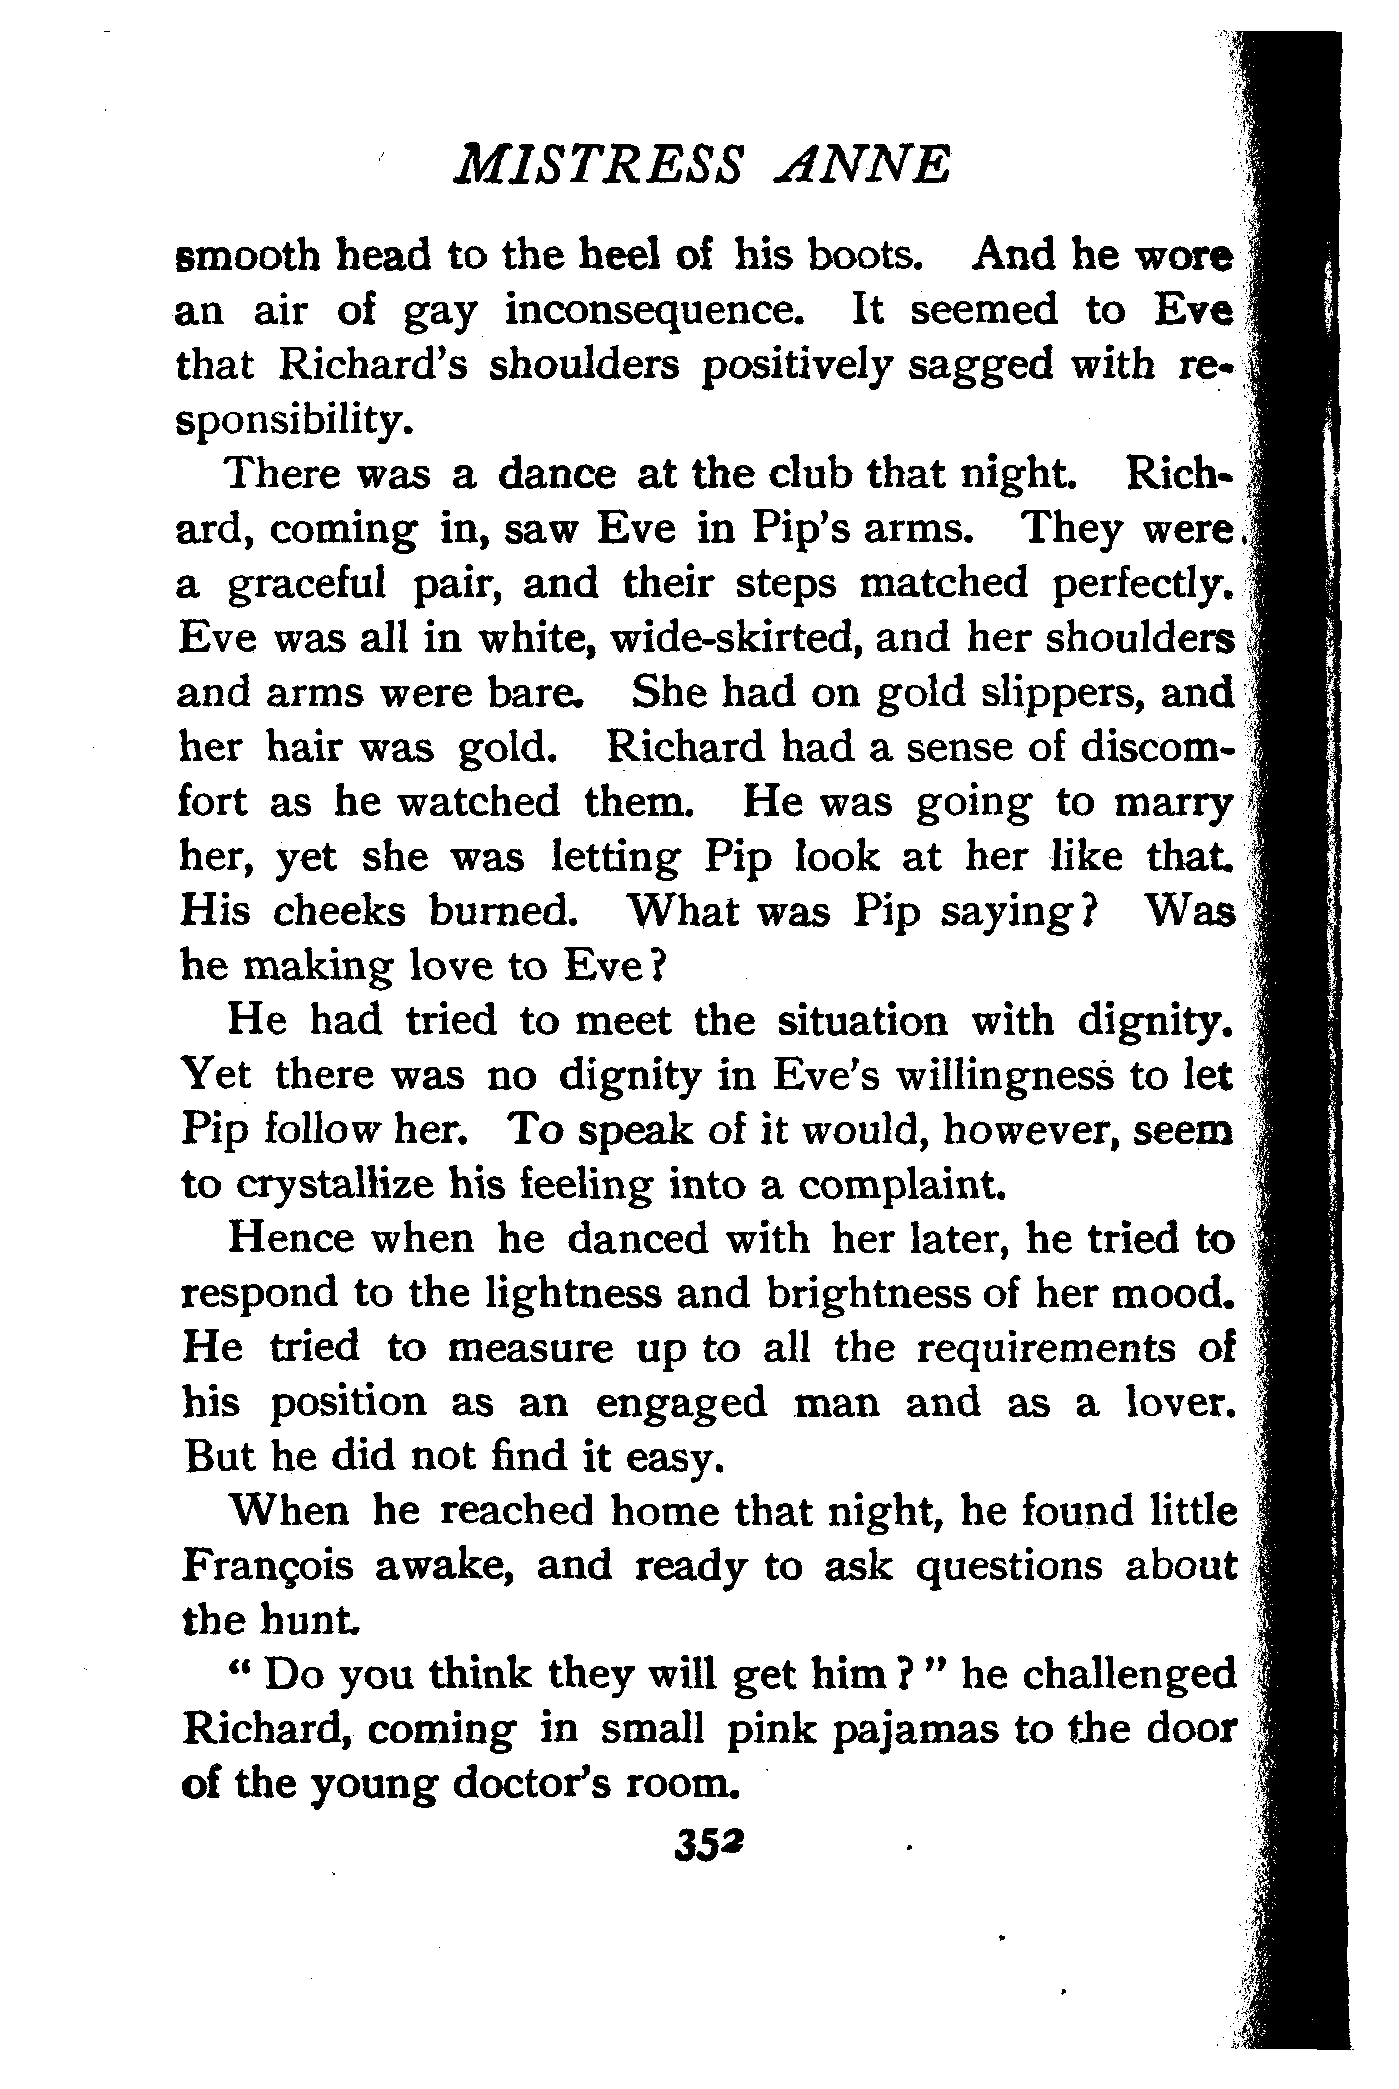 MISTRESS ANNE
smooth head to the heel of his boots. And he wore
an air of gay inconsequence. It seemed to Eve
that Richard's shoulders positively sagged with re-
sponsibility.
There was a dance at the club that night. Rich-
ard, coming in, saw Eve in Pip's arms. They were
a graceful pair, and their steps matched perfectly.
Eve was all in white, wide-skirted, and her shoulders
and arms were bare. She had on gold slippers, and
her hair was gold. Richard had a sense of discom-
fort as he watched them. He was going to marry
her, yet she was letting Pip look at her like that.
His cheeks burned. What was Pip saying? Was
he making love to Eve?
He had tried to meet the situation with dignity.
Yet there was no dignity in Eve's willingness to let
Pip follow her. To speak of it would, however, seem
to crystallize his feeling into a complaint.
Hence when he danced with her later, he tried to
respond to the lightness and brightness of her mood.
He tried to measure up to all the requirements of
his position as an engaged man and as a lover.
But he did not find it easy.
When he reached home that night, he found little
François awake, and ready to ask questions about
the hunt.
“ Do you think they will get him ? ” he challenged
Richard, coming in small pink pajamas to the door
of the young doctor's room.
352